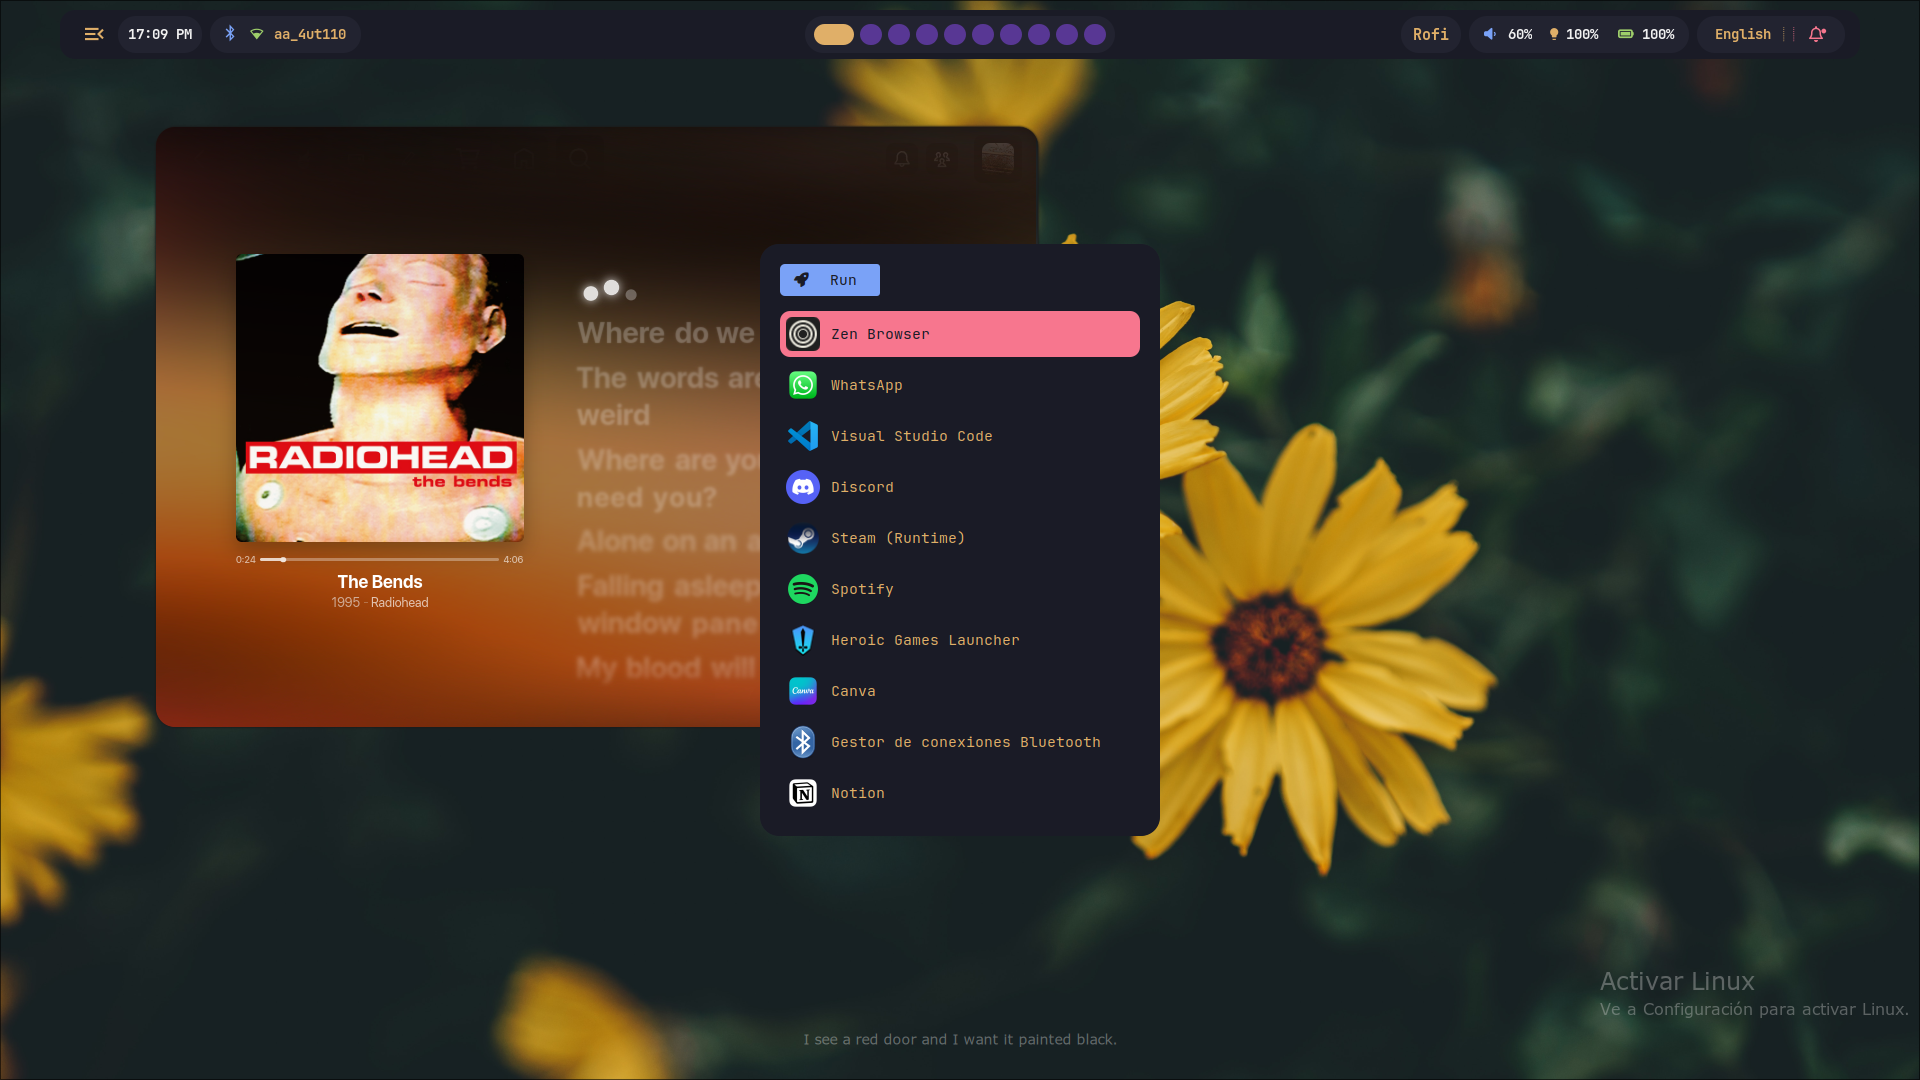 17:09 PM
aa_4ut110
Rofi
60%
100%
100%
English
RADIOHEAD
the bends
0:24
4:06
The Bends
1995 - Radiohead
Where do we
The words are
weird
Where are you
need you?
Alone on an a
Falling asleep
window pane
My blood will
Run
Zen Browser
WhatsApp
Visual Studio Code
Discord
Steam (Runtime)
Spotify
Heroic Games Launcher
Canva
Canva
Gestor de conexiones Bluetooth
Notion
Activar Linux
Ve a Configuración para activar Linux.
I see a red door and I want it painted black.